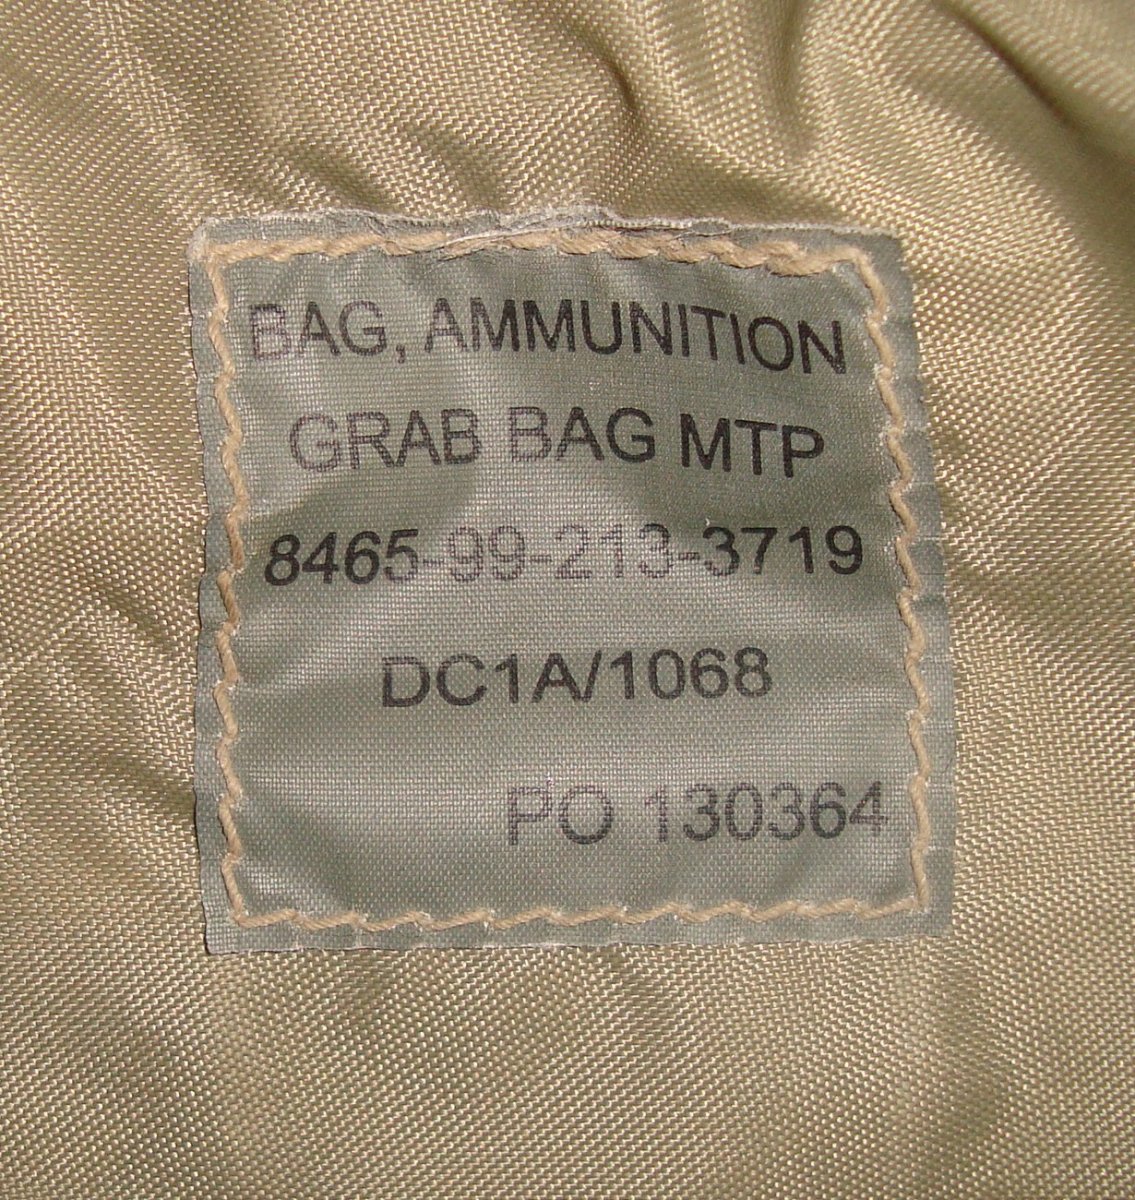 BAG, AMMUNITION
GRAB BAG MTP
8465-99-213-3719
DC1A/1068
PO 130364